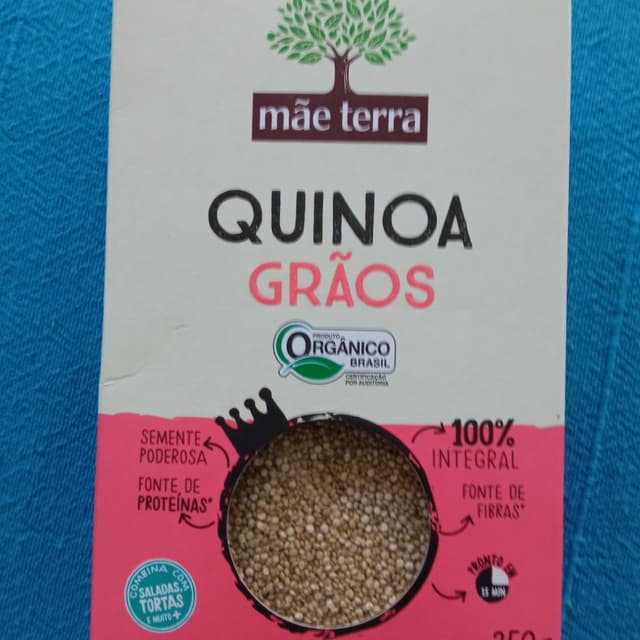 mãe terra
QUINOA
GRÃOS
PRODUTO
ORGÂNICO
BRASIL
CERTIFICAÇÃO
POR AUDITORIA
SEMENTE
PODEROSA
FONTE DE
PROTEÍNAS*
100%
INTEGRAL
FONTE DE
FIBRAS*
PRONTO EM
15 MIN
COMBINA COM
SALADAS,
TORTAS
E MUITO +
250g